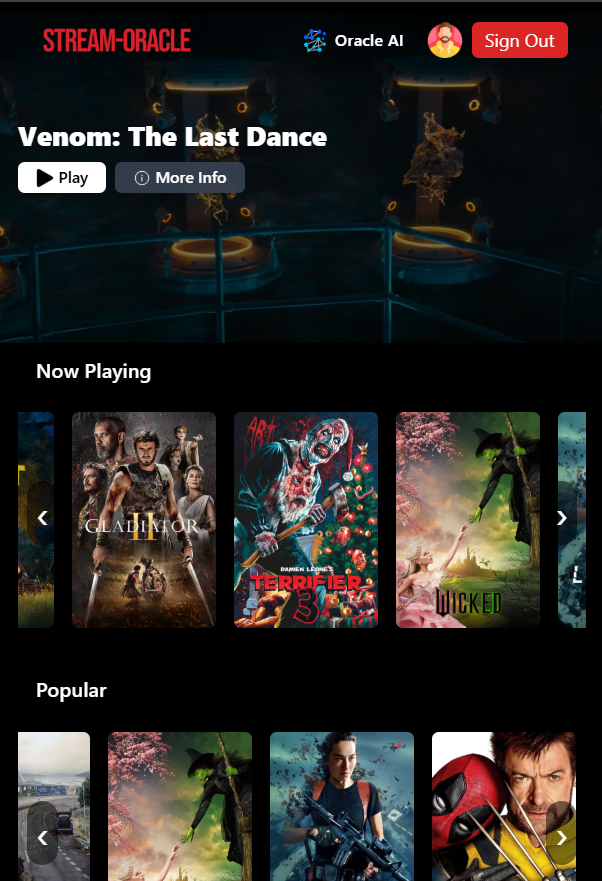 STREAM-ORACLE
Oracle AI
Sign Out
Venom: The Last Dance
Play
More Info
Now Playing
GLADIATOR
II
ART
DAMIEN LEONE'S
TERRIFIER
3
WICKED
L
Popular